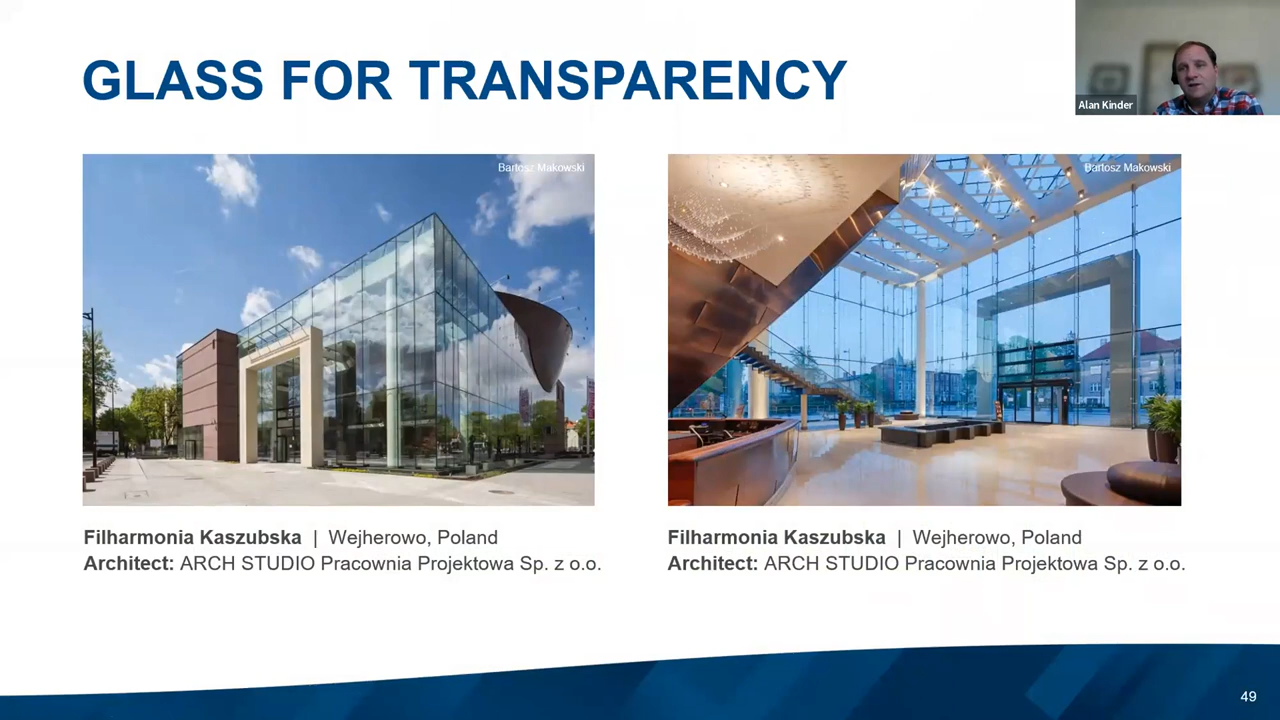 GLASS FOR TRANSPARENCY
Alan Kinder
Bartosz Makowski
Bartosz Makowski
Filharmonia Kaszubska | Wejherowo, Poland
Architect: ARCH STUDIO Pracownia Projektowa Sp. z o.o.
Filharmonia Kaszubska | Wejherowo, Poland
Architect: ARCH STUDIO Pracownia Projektowa Sp. z o.o.
49